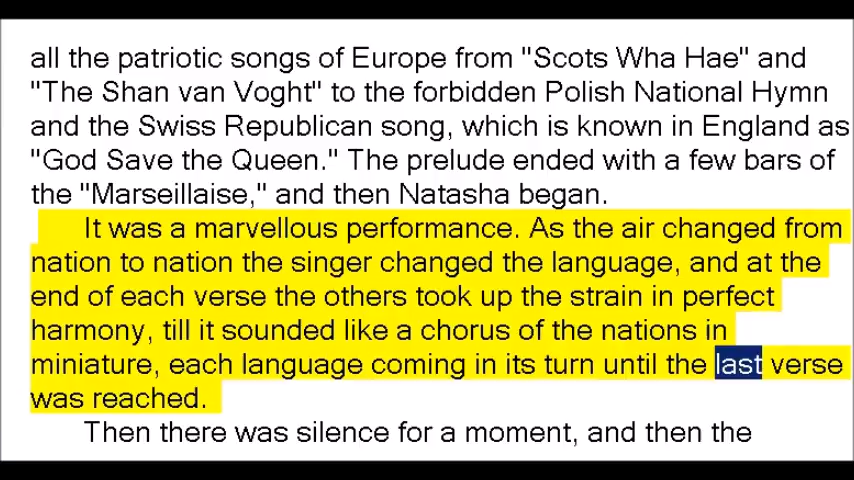 all the patriotic songs of Europe from "Scots Wha Hae" and
"The Shan van Voght" to the forbidden Polish National Hymn
and the Swiss Republican song, which is known in England as
"God Save the Queen." The prelude ended with a few bars of
the "Marseillaise," and then Natasha began.
It was a marvellous performance. As the air changed from
nation to nation the singer changed the language, and at the
end of each verse the others took up the strain in perfect
harmony, till it sounded like a chorus of the nations in
miniature, each language coming in its turn until the last verse
was reached.
Then there was silence for a moment, and then the